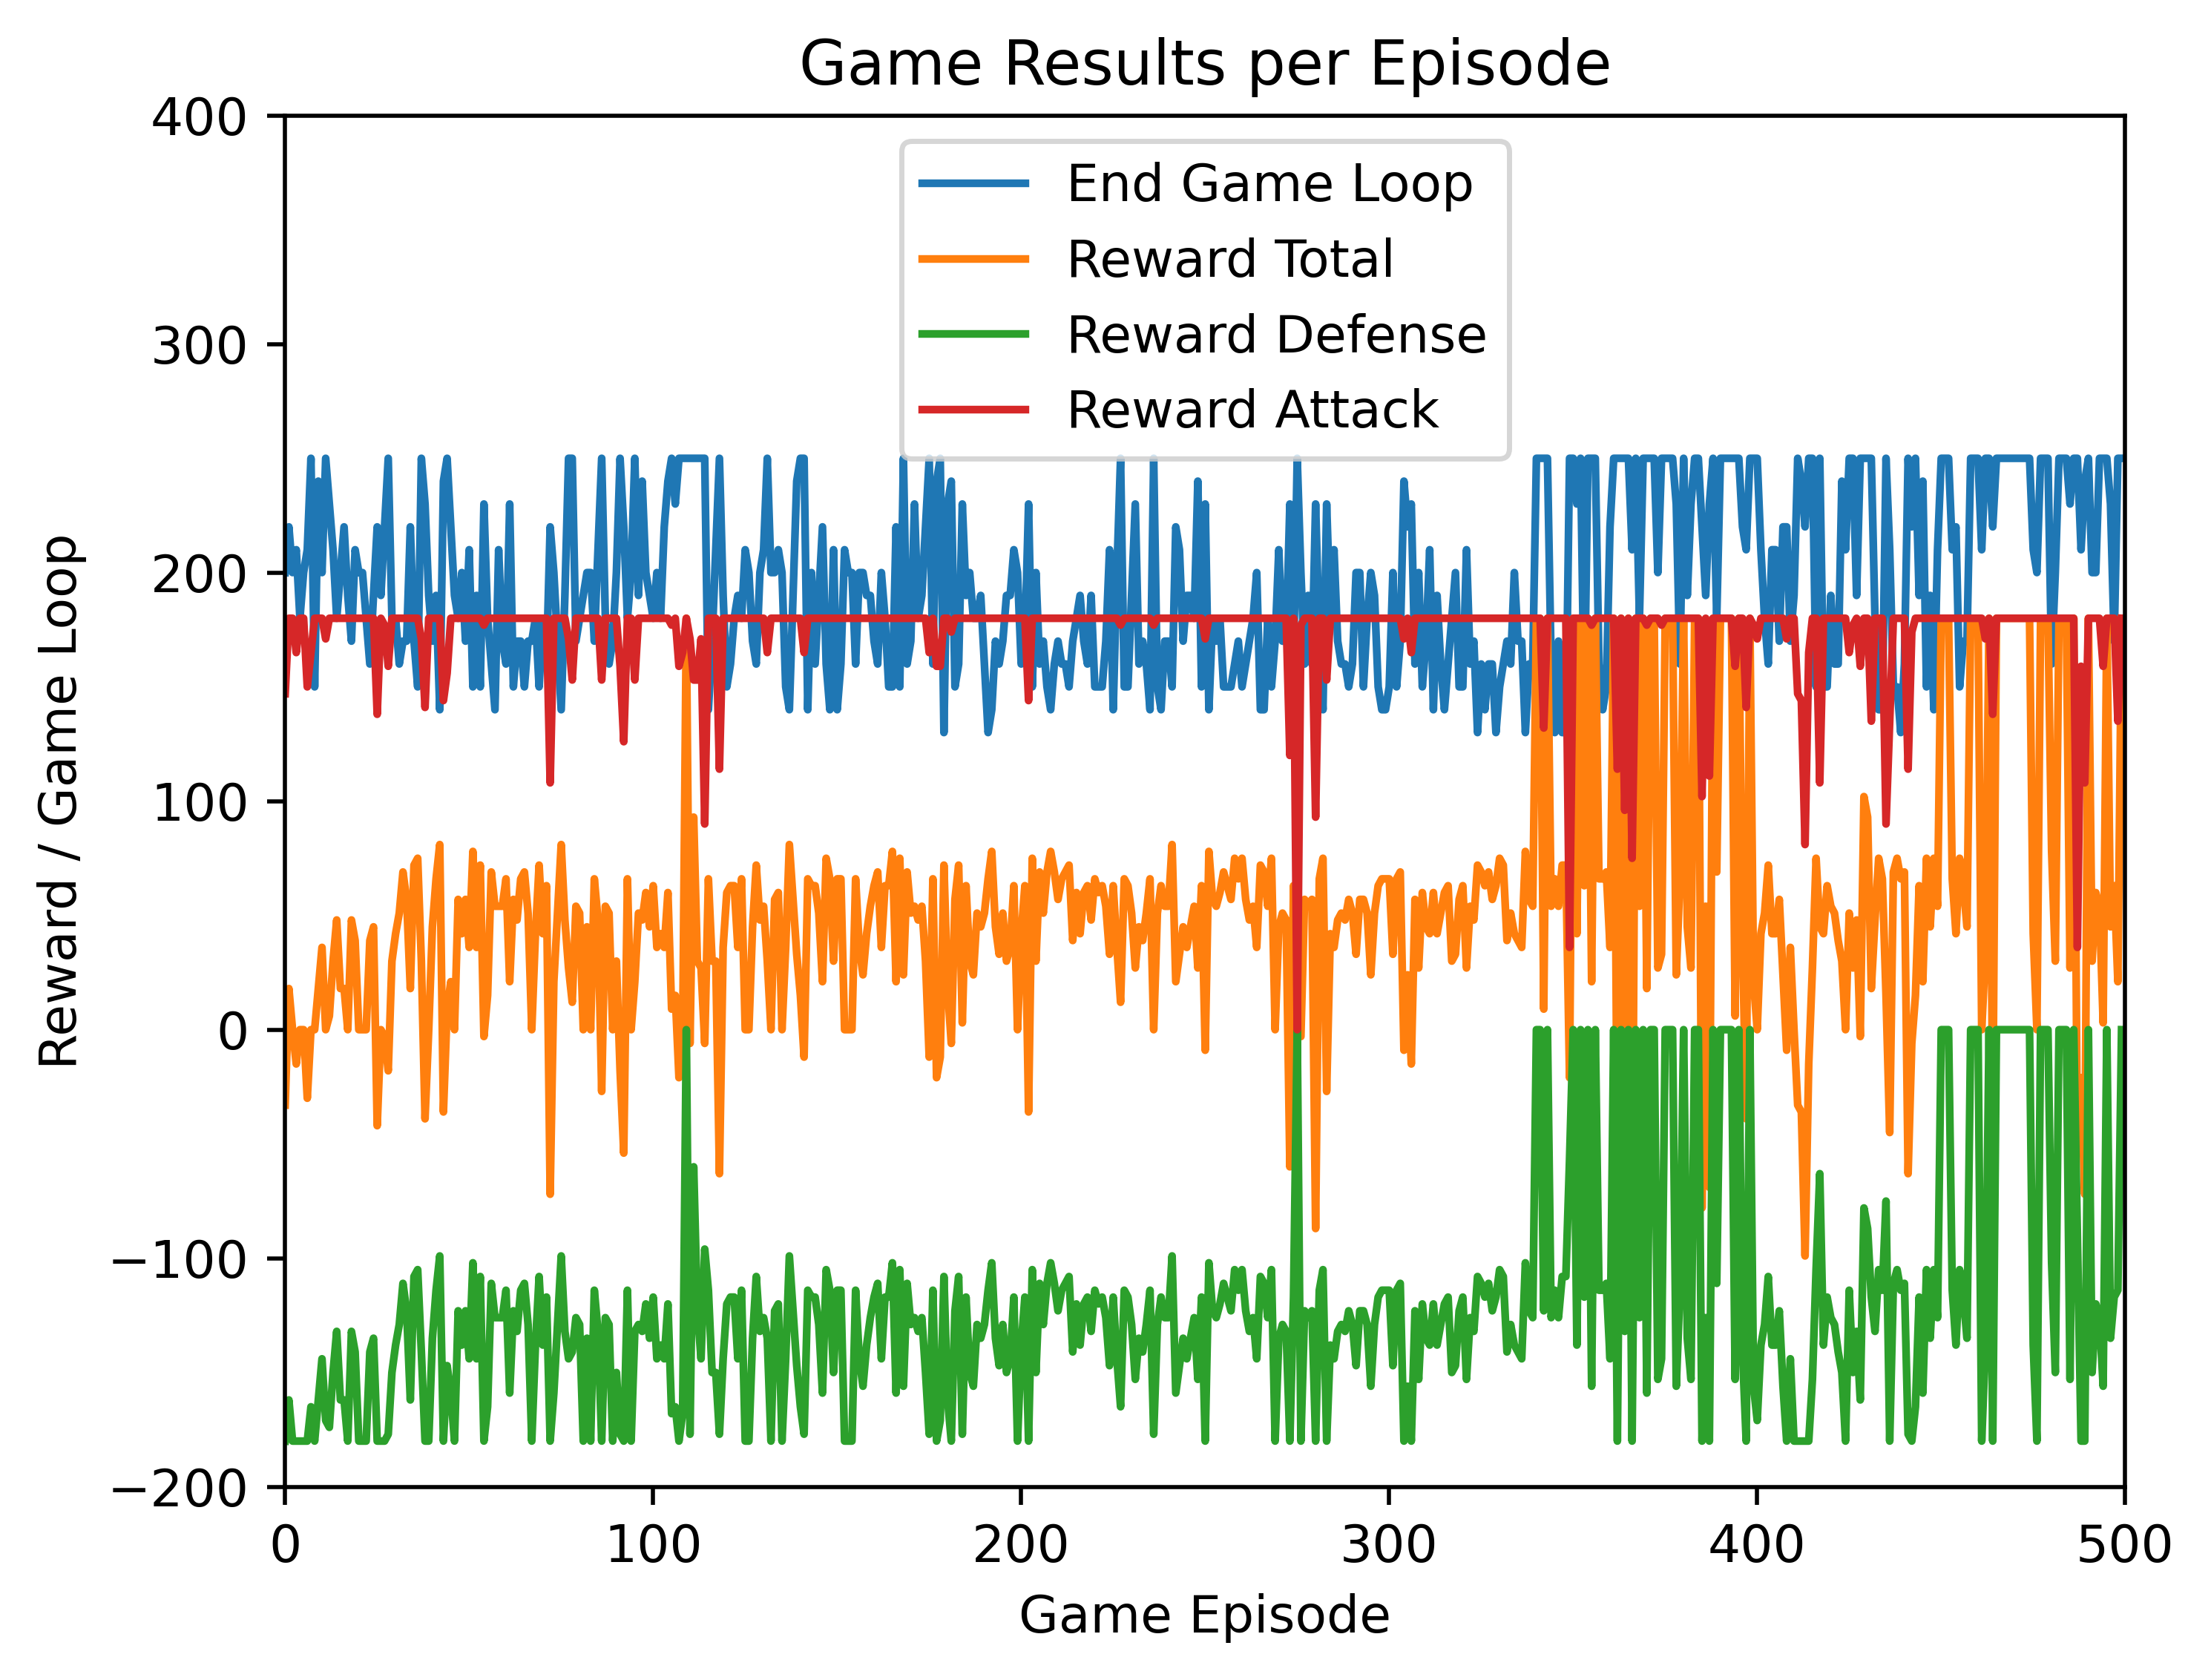 Game Results per Episode
400
300
200
100
0
−100
−200
Reward / Game Loop
End Game Loop
Reward Total
Reward Defense
Reward Attack
0 100 200 300 400 500
Game Episode